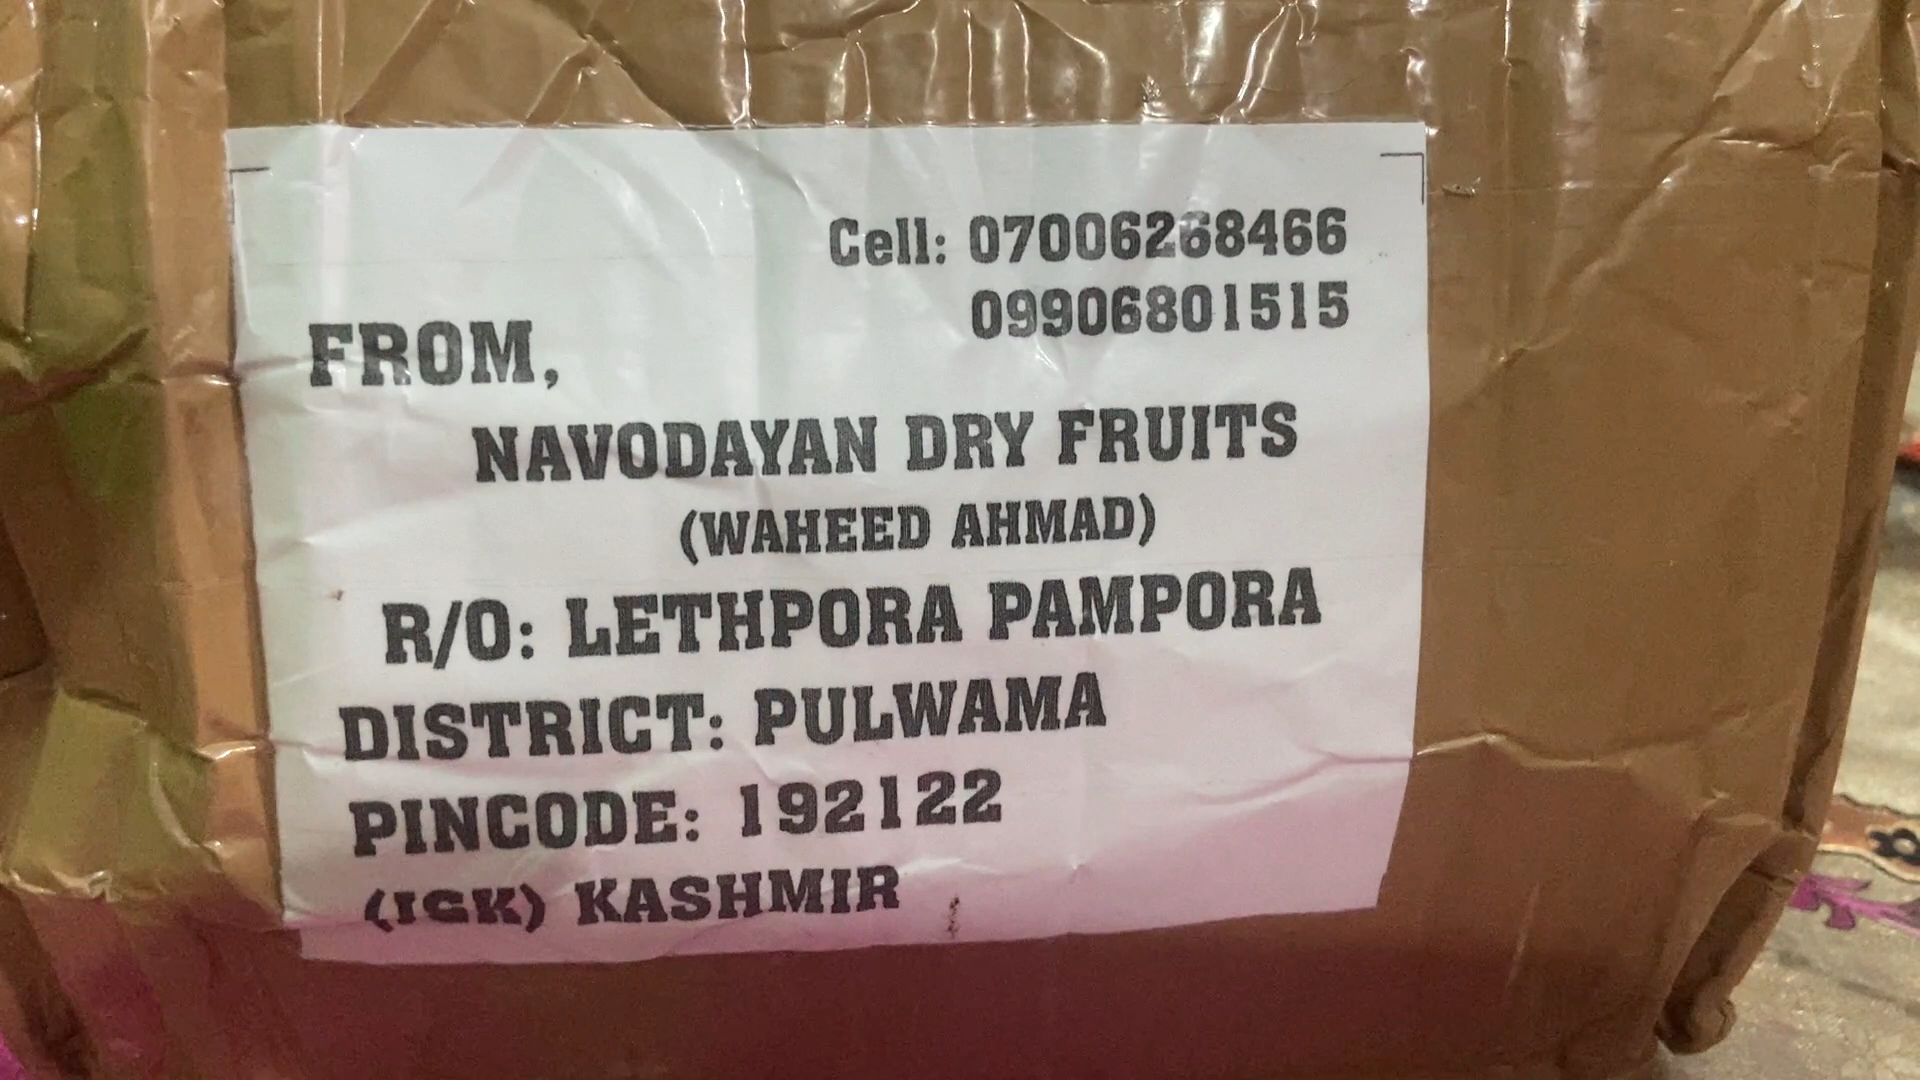 Cell: 07006268466
09906801515
FROM,
NAVODAYAN DRY FRUITS
(WAHEED AHMAD)
R/O: LETHPORA PAMPORA
DISTRICT: PULWAMA
PINCODE: 192122
KASHMIR